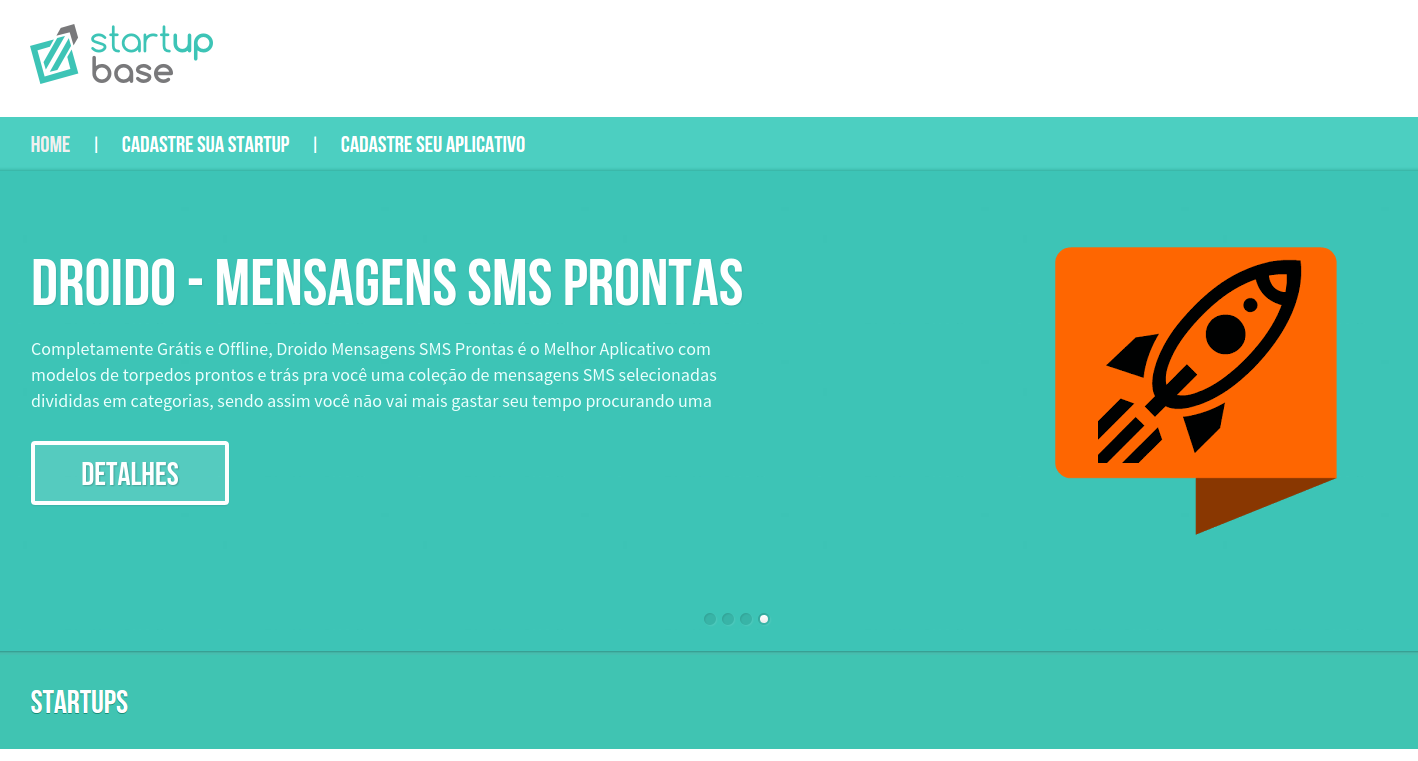 startup
base
HOME | CADASTRE SUA STARTUP | CADASTRE SEU APLICATIVO
DROIDO - MENSAGENS SMS PRONTAS
Completamente Grátis e Offline, Droido Mensagens SMS Prontas é o Melhor Aplicativo com
modelos de torpedos prontos e trás pra você uma coleção de mensagens SMS selecionadas
divididas em categorias, sendo assim você não vai mais gastar seu tempo procurando uma
DETALHES
STARTUPS